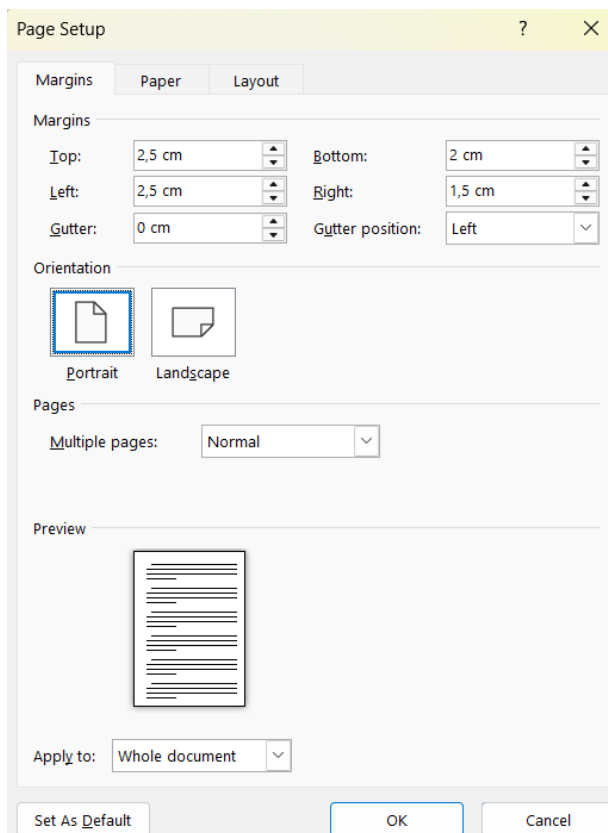 Page Setup ?
Margins Paper Layout
Margins
Top: 2,5 cm Bottom: 2 cm
Left: 2,5 cm Right: 1,5 cm
Gutter: 0 cm Gutter position: Left
Orientation
Portrait Landscape
Pages
Multiple pages: Normal
Preview
Apply to: Whole document
Set As Default OK Cancel